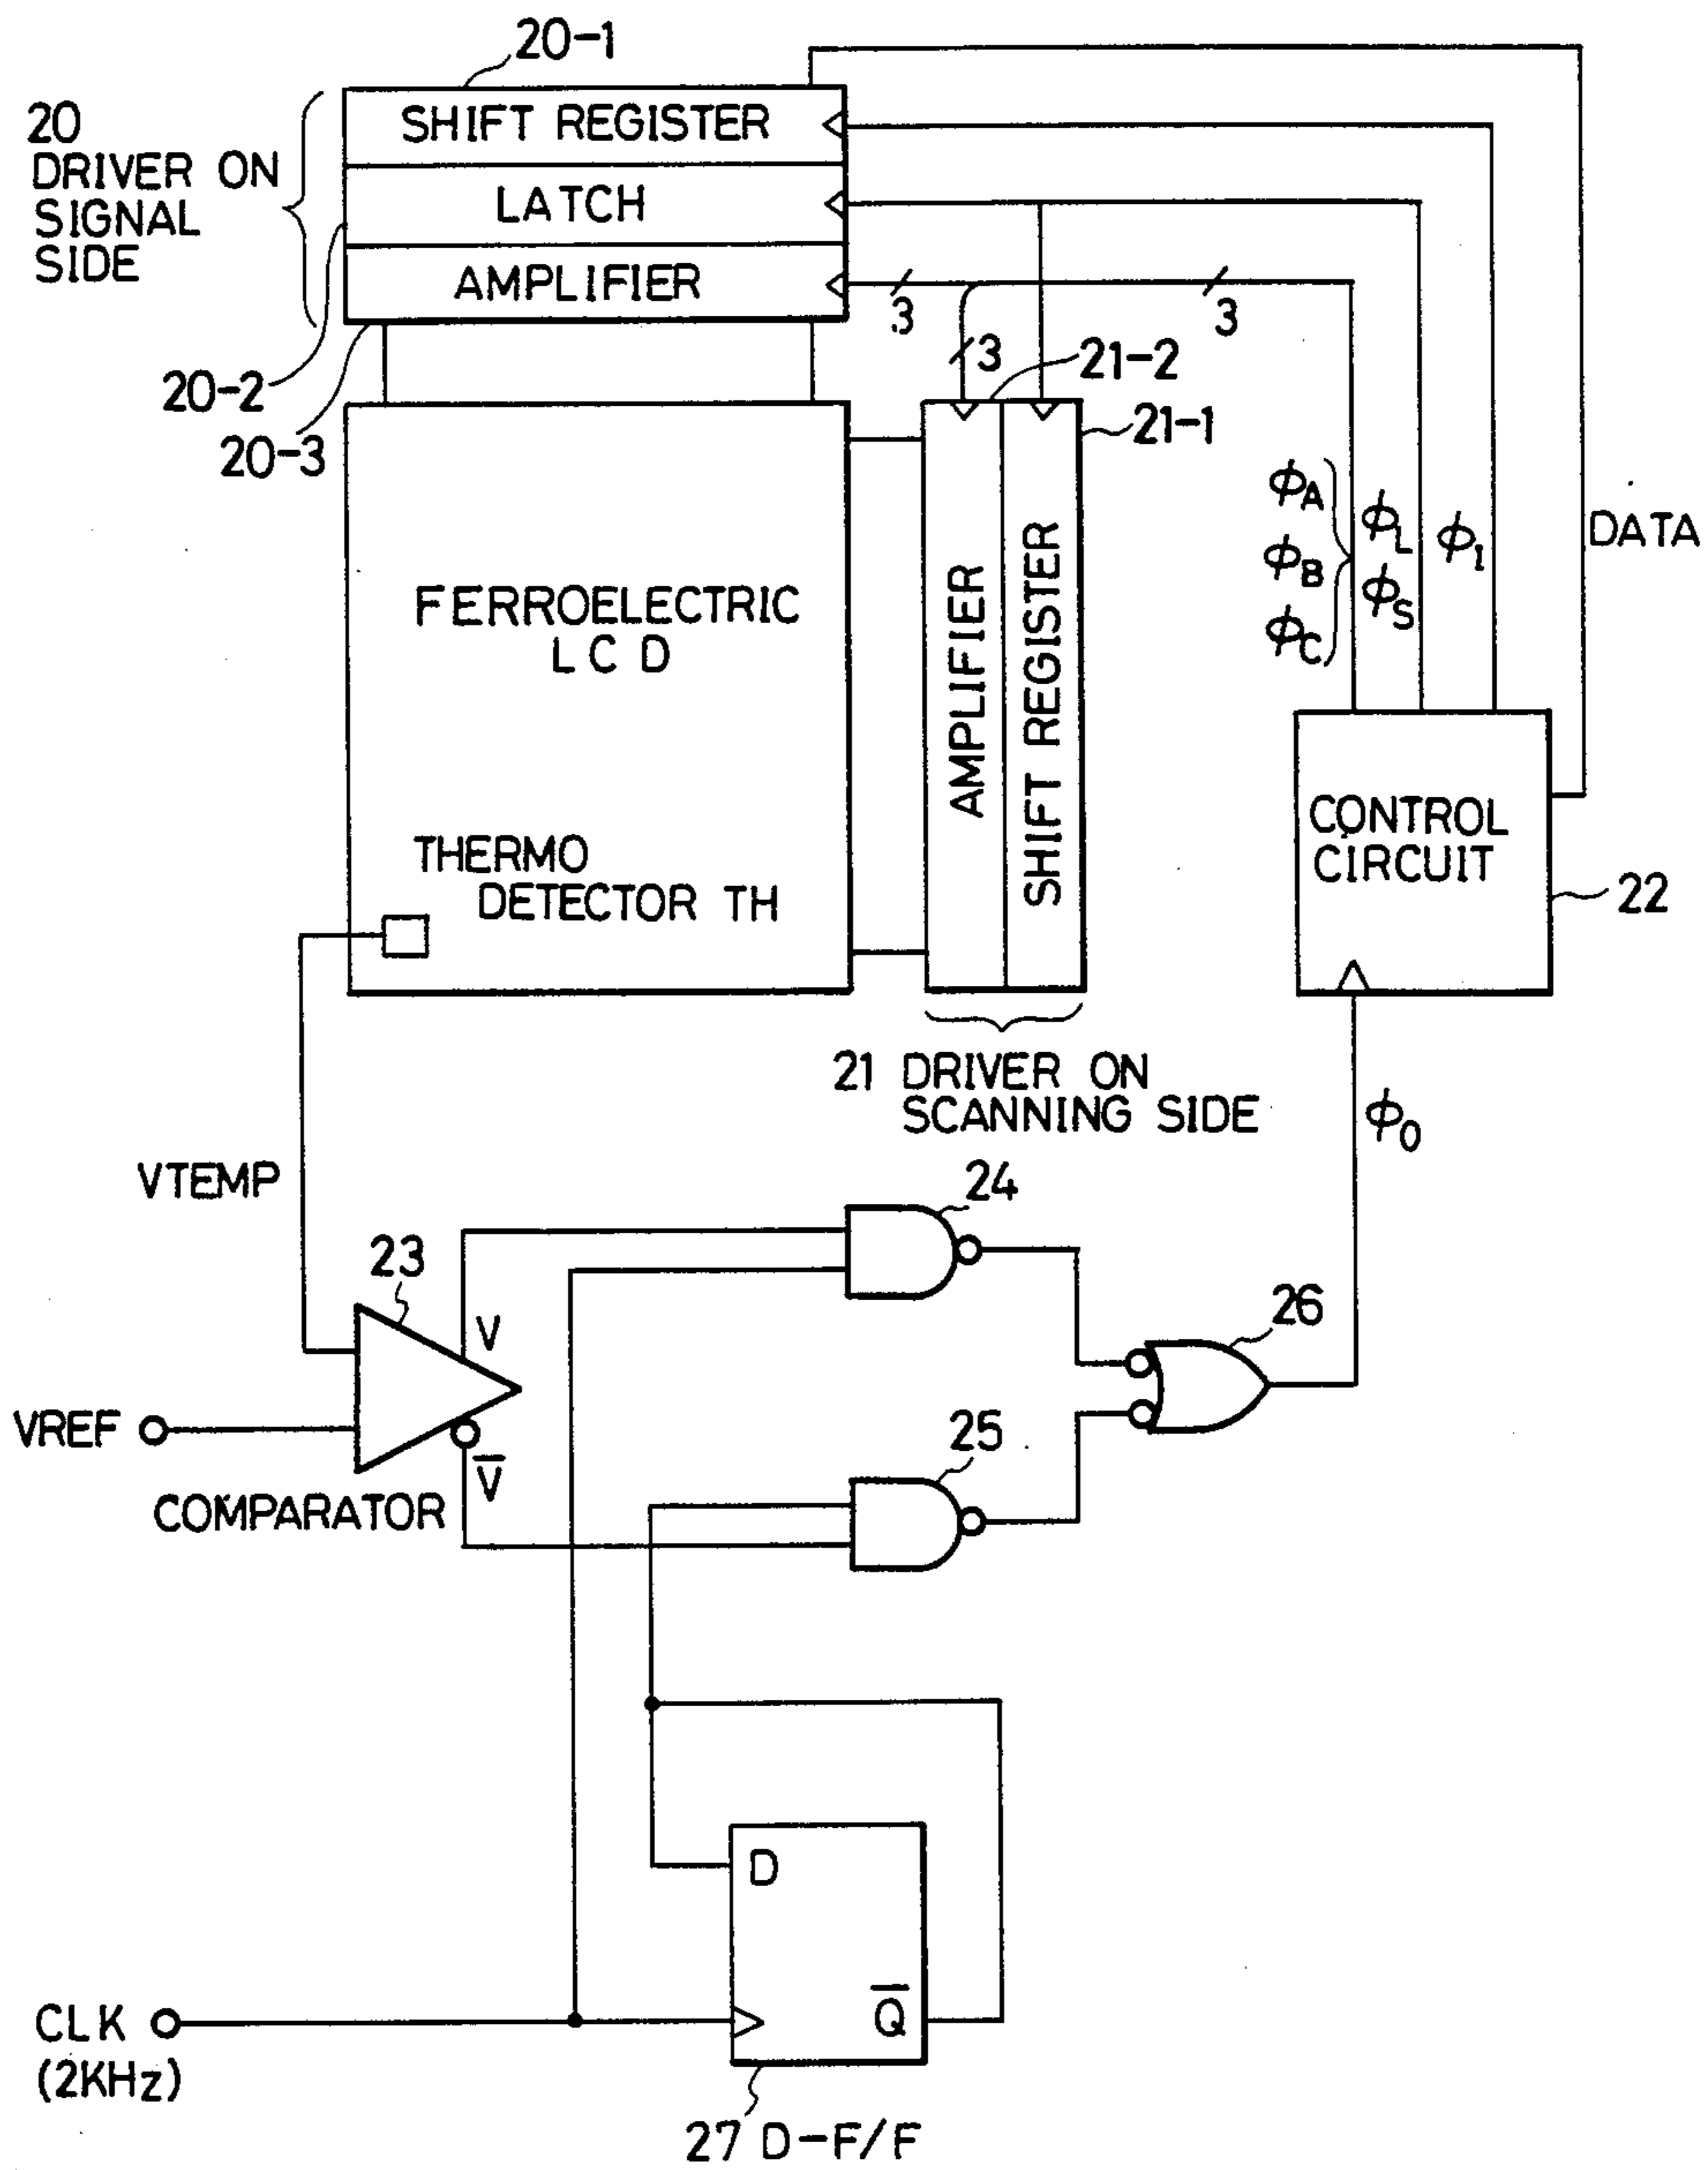 20-1
20
DRIVER ON
SIGNAL
SIDE
SHIFT REGISTER
LATCH
AMPLIFIER
3
3
3
20-2
20-3
21-2
21-1
FERROELECTRIC
LCD
THERMO
DETECTOR TH
AMPLIFIER
SHIFT REGISTER
ϕA
ϕB
ϕC
ϕL
ϕS
ϕ1
DATA
CONTROL
CIRCUIT
22
21 DRIVER ON
SCANNING SIDE
ϕ0
VTEMP
23
24
V
26
VREF
V̅
25
COMPARATOR
D
Q̅
CLK
(2KHz)
27 D-F/F